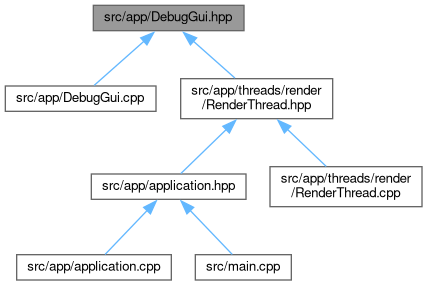 src/app/DebugGui.hpp
src/app/DebugGui.cpp
src/app/threads/render
/RenderThread.hpp
src/app/application.hpp
src/app/threads/render
/RenderThread.cpp
src/app/application.cpp
src/main.cpp